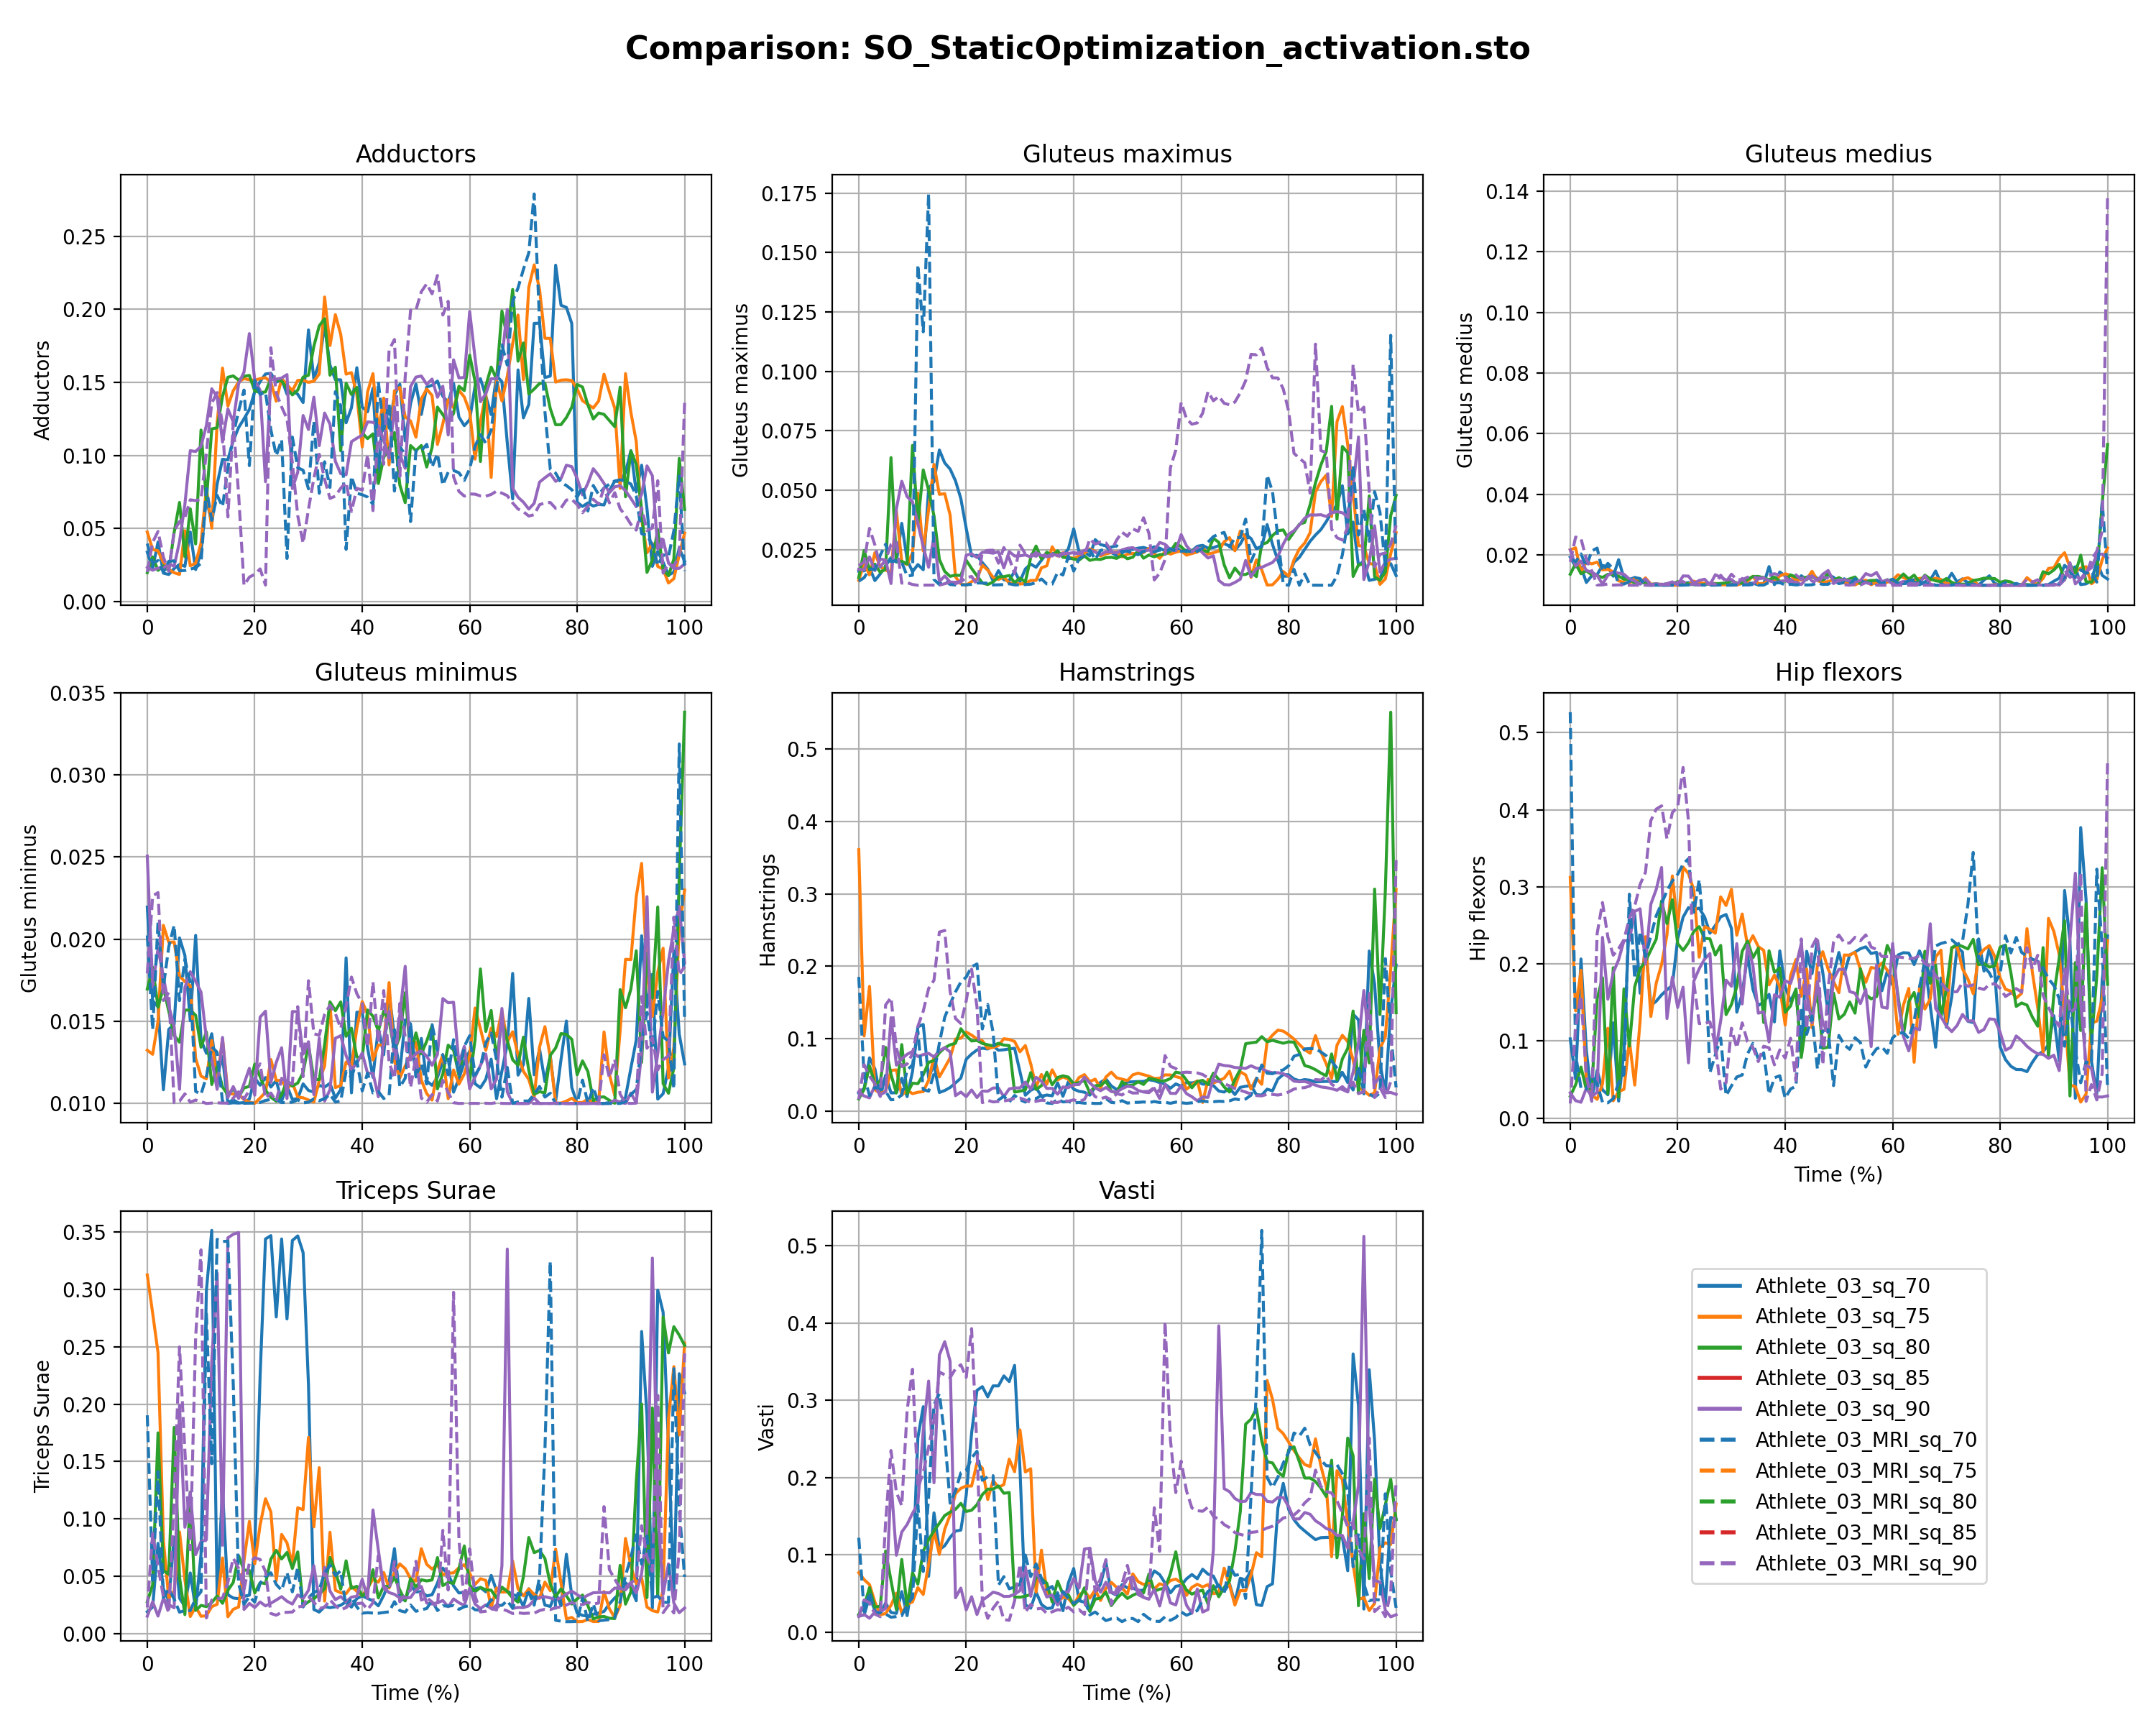 Comparison: SO_StaticOptimization_activation.sto
Adductors
Gluteus maximus
Gluteus medius
Adductors
0.25
0.20
0.15
0.10
0.05
0.00
0 20 40 60 80 100
Gluteus maximus
0.175
0.150
0.125
0.100
0.075
0.050
0.025
0 20 40 60 80 100
Gluteus medius
0.14
0.12
0.10
0.08
0.06
0.04
0.02
0 20 40 60 80 100
Gluteus minimus
Hamstrings
Hip flexors
Gluteus minimus
0.035
0.030
0.025
0.020
0.015
0.010
0 20 40 60 80 100
Hamstrings
0.5
0.4
0.3
0.2
0.1
0.0
0 20 40 60 80 100
Hip flexors
0.5
0.4
0.3
0.2
0.1
0.0
0 20 40 60 80 100
Time (%)
Triceps Surae
Vasti
Triceps Surae
0.35
0.30
0.25
0.20
0.15
0.10
0.05
0.00
0 20 40 60 80 100
Time (%)
Vasti
0.5
0.4
0.3
0.2
0.1
0.0
0 20 40 60 80 100
Time (%)
Athlete_03_sq_70
Athlete_03_sq_75
Athlete_03_sq_80
Athlete_03_sq_85
Athlete_03_sq_90
Athlete_03_MRI_sq_70
Athlete_03_MRI_sq_75
Athlete_03_MRI_sq_80
Athlete_03_MRI_sq_85
Athlete_03_MRI_sq_90